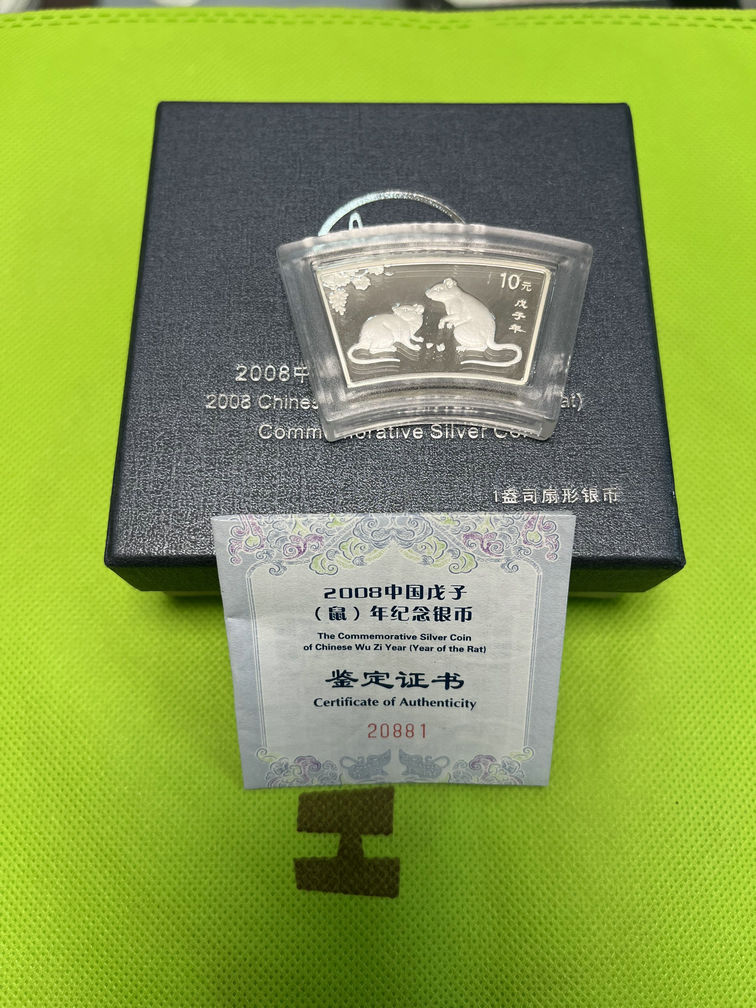 10元
戊
子
年
2008中
2008 Chines
at)
Commemorative Silver Coin
1盎司扇形银币
2008中国戊子
（鼠）年纪念银币
The Commemorative Silver Coin
of Chinese Wu Zi Year (Year of the Rat)
鉴定证书
Certificate of Authenticity
20881